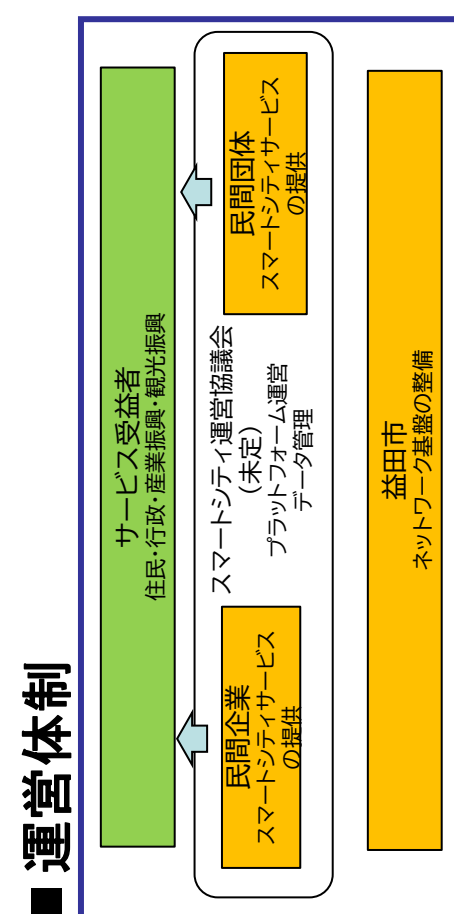 ■ 運営体制
サービス受益者
住民・行政・産業振興・観光振興
民間企業
スマートシティサービス
の提供
スマートシティ運営協議会
（未定）
プラットフォーム運営
データ管理
民間団体
スマートシティサービス
の提供
益田市
ネットワーク基盤の整備